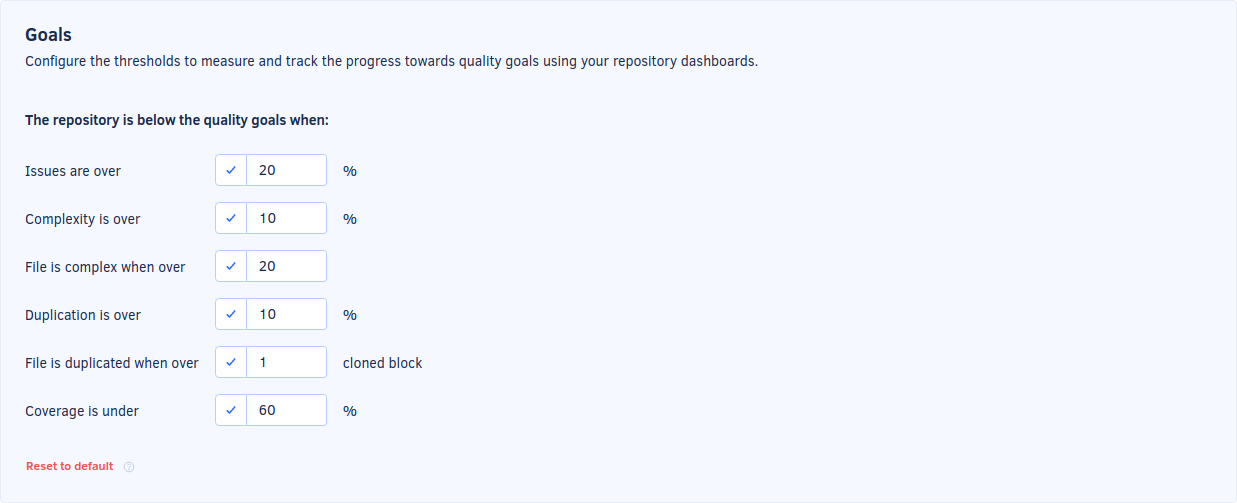 Goals
Configure the thresholds to measure and track the progress towards quality goals using your repository dashboards.
The repository is below the quality goals when:
Issues are over 20 %
Complexity is over 10 %
File is complex when over 20
Duplication is over 10 %
File is duplicated when over 1 cloned block
Coverage is under 60 %
Reset to default ?